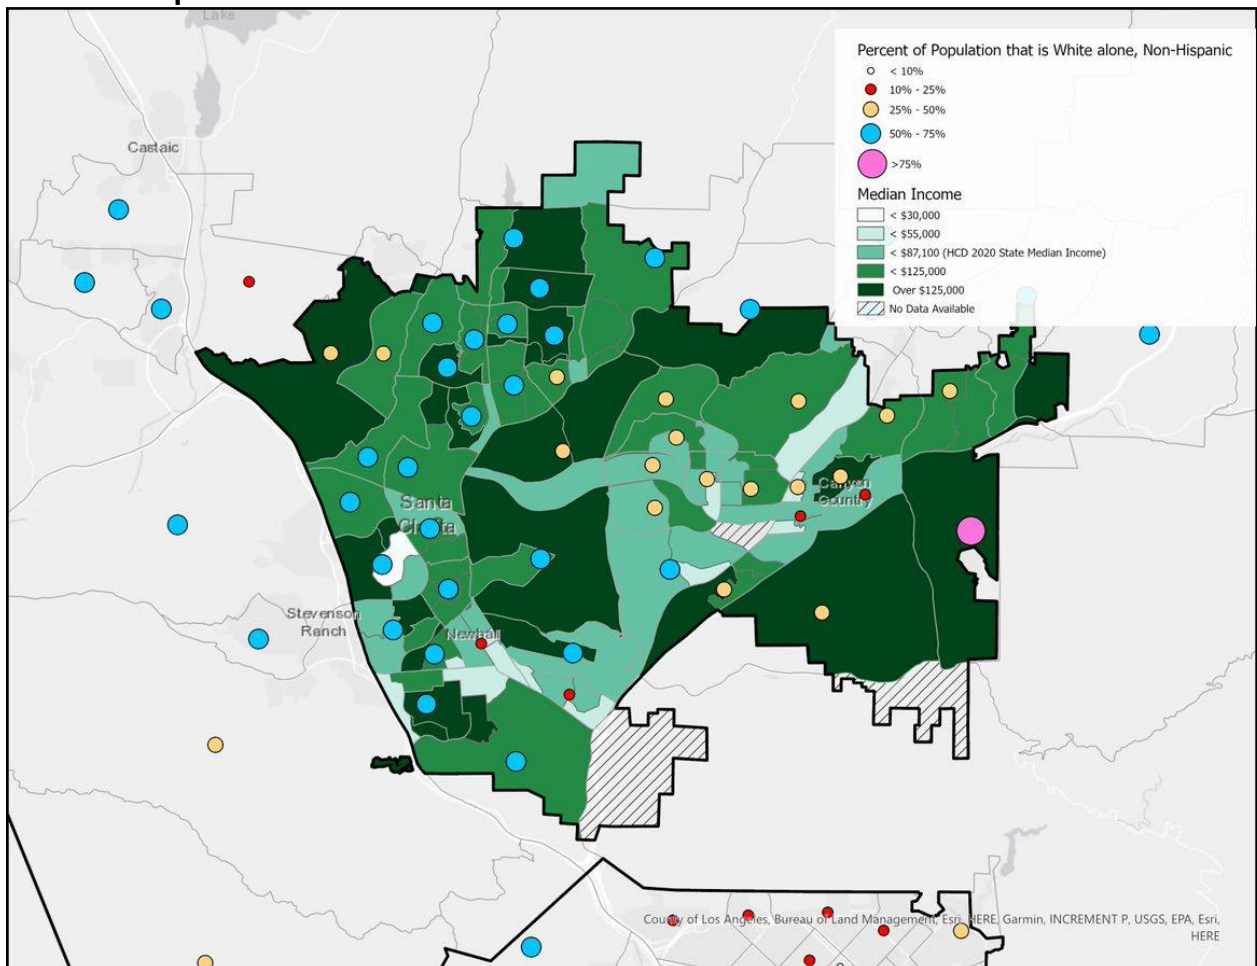 Lake
Percent of Population that is White alone, Non-Hispanic
< 10%
10% - 25%
25% - 50%
50% - 75%
>75%
Median Income
< $30,000
< $55,000
< $87,100 (HCD 2020 State Median Income)
< $125,000
Over $125,000
No Data Available
Castaic
Santa
Clarita
Canyon
Country
Stevenson
Ranch
Newhall
County of Los Angeles, Bureau of Land Management, Esri, HERE, Garmin, INCREMENT P, USGS, EPA, Esri,
HERE